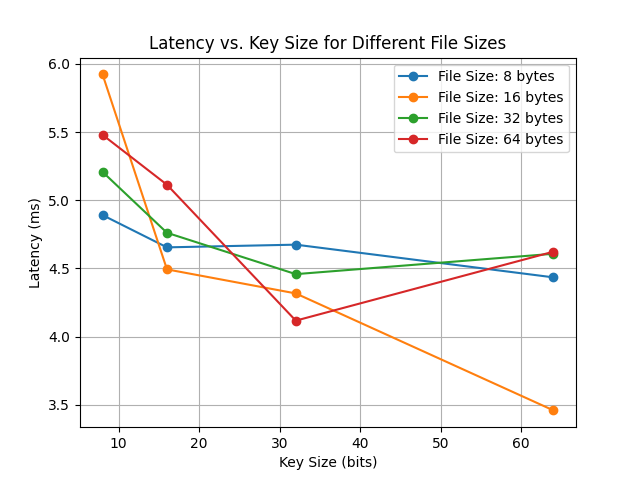 Latency vs. Key Size for Different File Sizes
File Size: 8 bytes
File Size: 16 bytes
File Size: 32 bytes
File Size: 64 bytes
Latency (ms)
6.0
5.5
5.0
4.5
4.0
3.5
10 20 30 40 50 60
Key Size (bits)